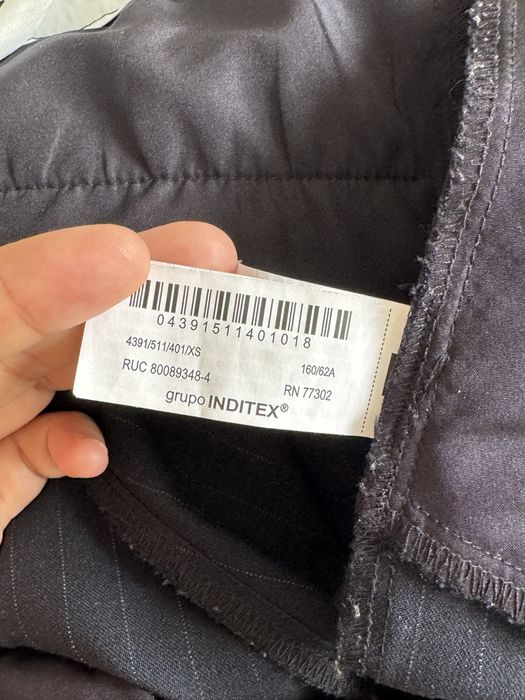 04391511401018
4391/511/401/XS
160/62A
RUC 80089348-4
RN 77302
grupo INDITEX®